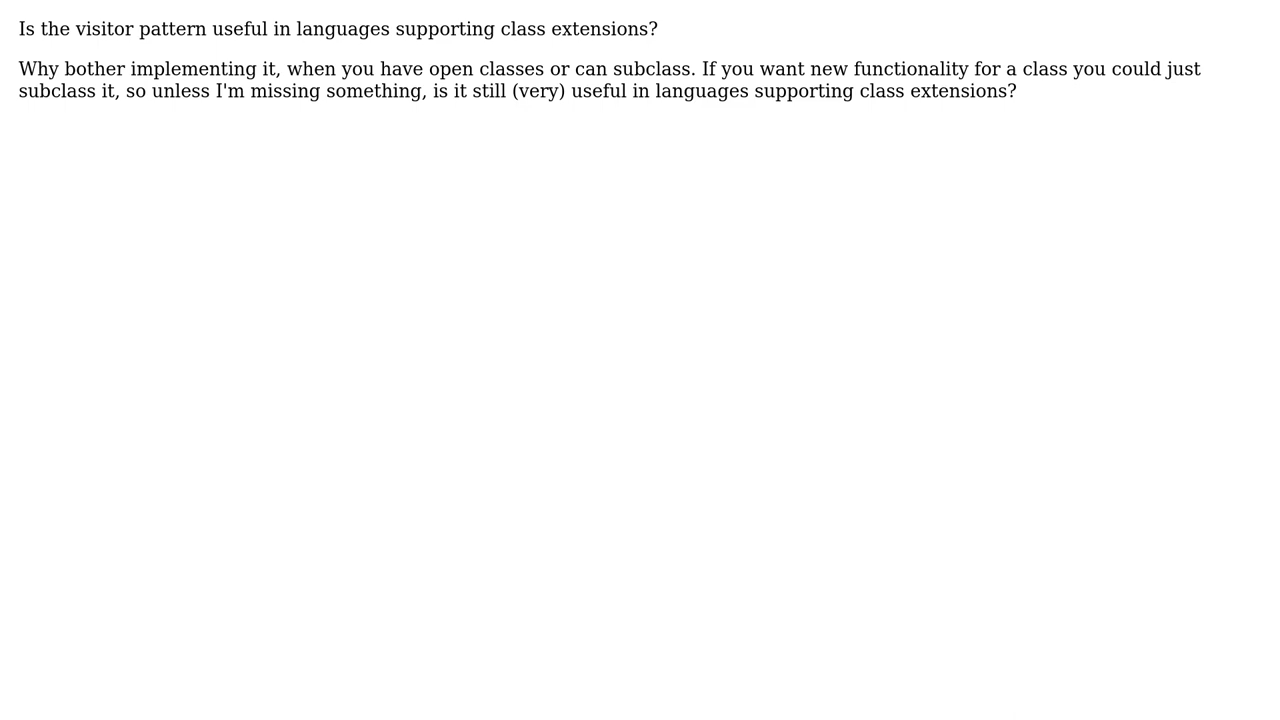 Is the visitor pattern useful in languages supporting class extensions?
Why bother implementing it, when you have open classes or can subclass. If you want new functionality for a class you could just
subclass it, so unless I'm missing something, is it still (very) useful in languages supporting class extensions?